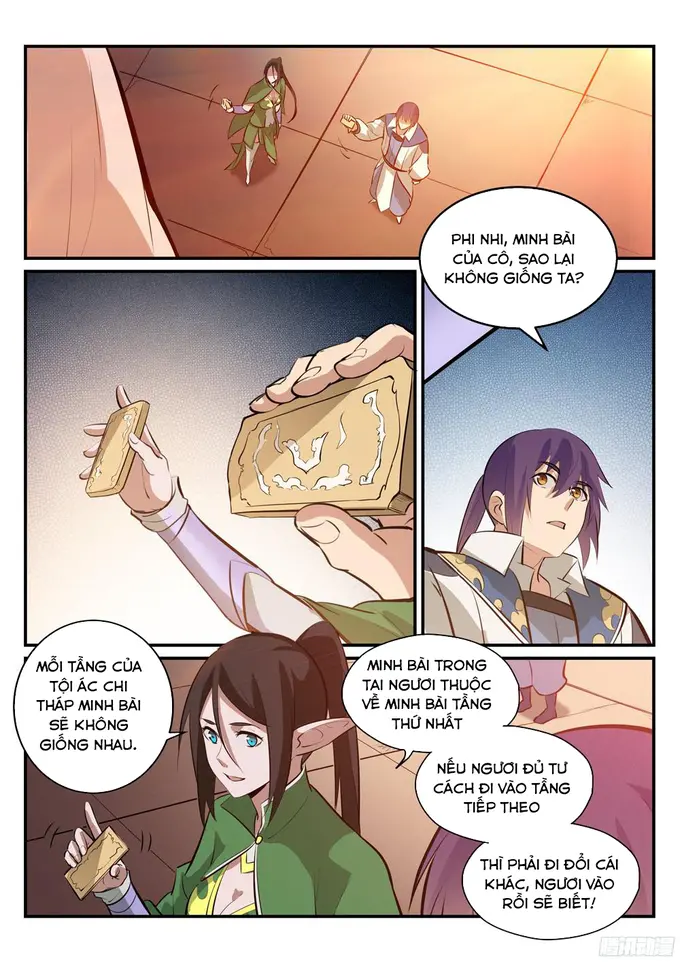 PHI NHI, MINH BÀI
CỦA CÔ, SAO LẠI
KHÔNG GIỐNG TA?
MỖI TẦNG CỦA
TỘI ÁC CHI
THÁP MINH BÀI
SẼ KHÔNG
GIỐNG NHAU.
MINH BÀI TRONG
TAI NGƯƠI THUỘC
VỀ MINH BÀI TẦNG
THỨ NHẤT
NẾU NGƯƠI ĐỦ TƯ
CÁCH ĐI VÀO TẦNG
TIẾP THEO
THÌ PHẢI ĐI ĐỔI CÁI
KHÁC, NGƯƠI VÀO
RỒI SẼ BIẾT!